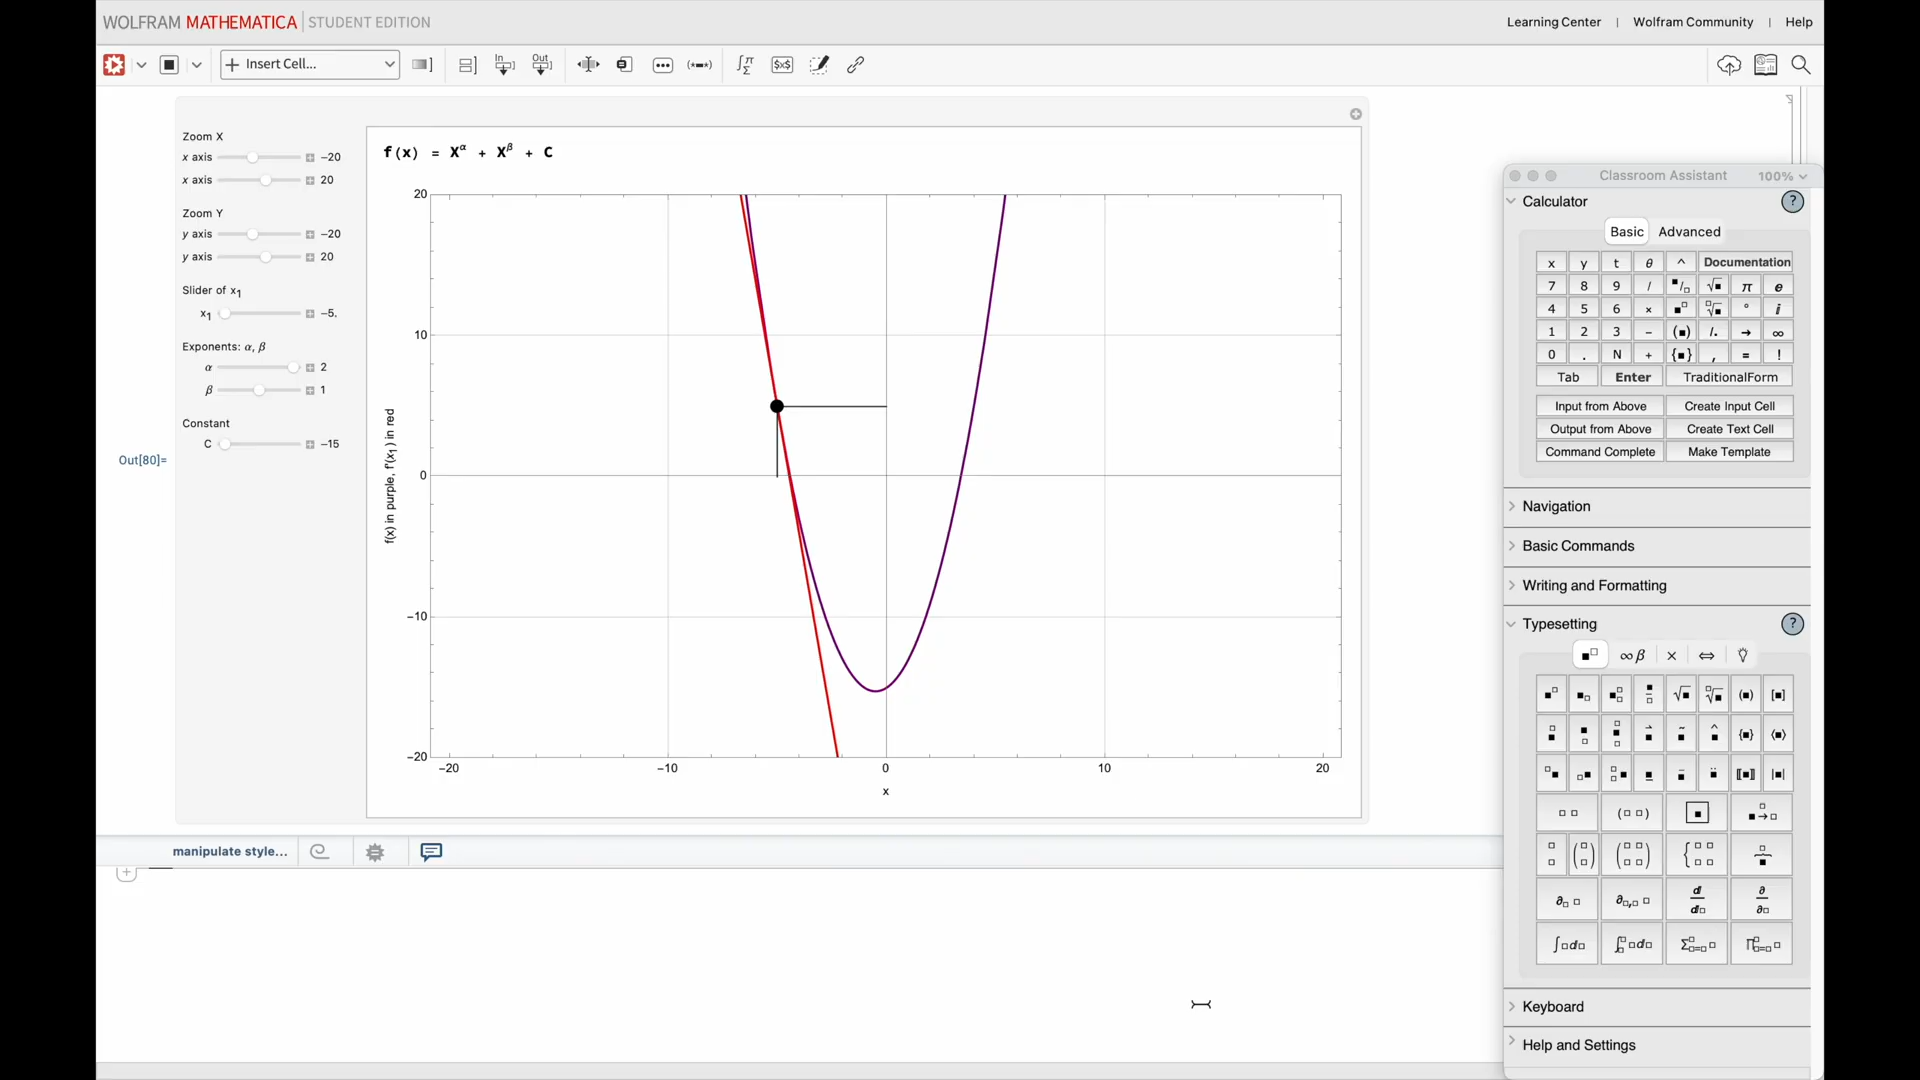 WOLFRAM MATHEMATICA | STUDENT EDITION
Learning Center | Wolfram Community | Help
Insert Cell...
In
Out
Zoom X
x axis −20
x axis 20
Zoom Y
y axis −20
y axis 20
Slider of x₁
x₁ −5.
Exponents: α, β
α 2
β 1
Constant
C −15
Out[80]=
f(x) = X^α + X^β + C
f(x) in purple, f'(x₁) in red
20
10
0
−10
−20
−20 −10 0 10 20
x
manipulate style...
Classroom Assistant 100%
Calculator ?
Basic Advanced
x y t θ ^ Documentation
7 8 9 / ■/□ √■ π e
4 5 6 × ■□ □√■ ° i
1 2 3 − (■) /. → ∞
0 . N + {■} , = !
Tab Enter TraditionalForm
Input from Above Create Input Cell
Output from Above Create Text Cell
Command Complete Make Template
Navigation
Basic Commands
Writing and Formatting
Typesetting ?
∞β × ⇔
∂□ □ ∂□,□ □ d/d□ ∂/∂□
∫□d□ ∫□d□ Σ□=□ □ Π□=□ □
Keyboard
Help and Settings